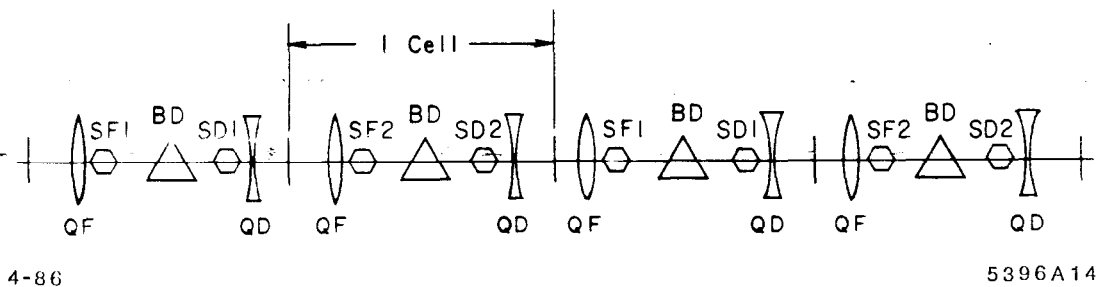 1 Cell
SF1 BD SD1 SF2 BD SD2 SF1 BD SD1 SF2 BD SD2
QF QD QF QD QF QD QF QD
4-86 5396A14